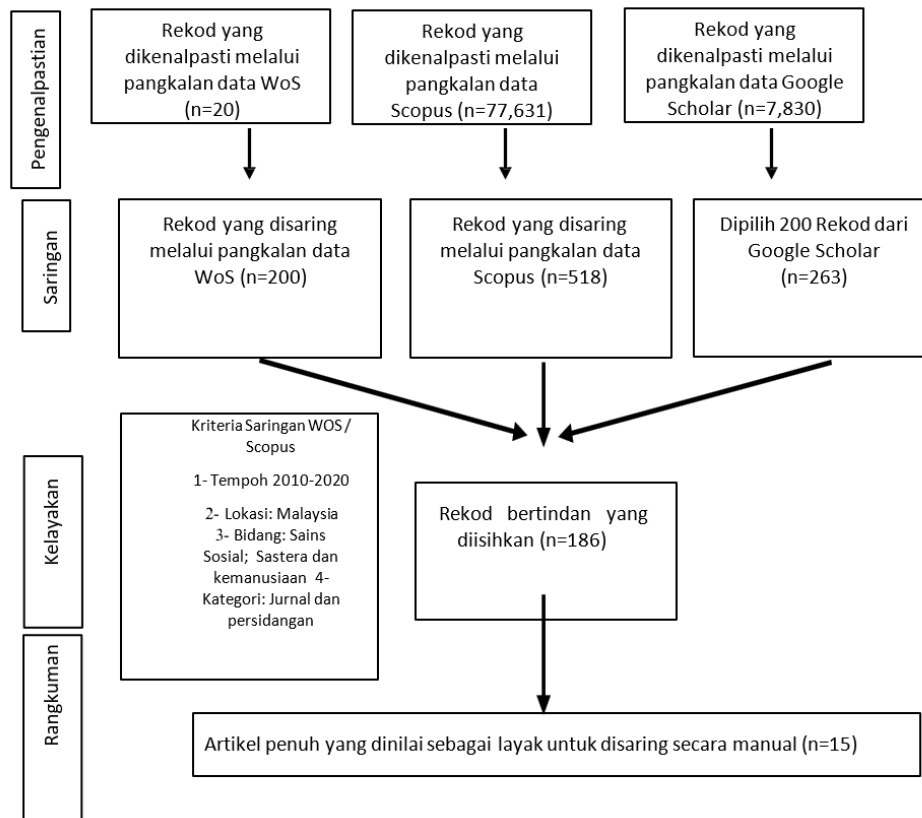 Pengenalpastian
Rekod yang
dikenalpasti melalui
pangkalan data WoS
(n=20)
Rekod yang
dikenalpasti melalui
pangkalan data
Scopus (n=77,631)
Rekod yang
dikenalpasti melalui
pangkalan data Google
Scholar (n=7,830)
Saringan
Rekod yang disaring
melalui pangkalan data
WoS (n=200)
Rekod yang disaring
melalui pangkalan data
Scopus (n=518)
Dipilih 200 Rekod dari
Google Scholar
(n=263)
Kelayakan
Kriteria Saringan WOS /
Scopus
1- Tempoh 2010-2020
2- Lokasi: Malaysia
3- Bidang: Sains
Sosial; Sastera dan
kemanusiaan 4-
Kategori: Jurnal dan
persidangan
Rekod bertindan yang
diisihkan (n=186)
Rangkuman
Artikel penuh yang dinilai sebagai layak untuk disaring secara manual (n=15)